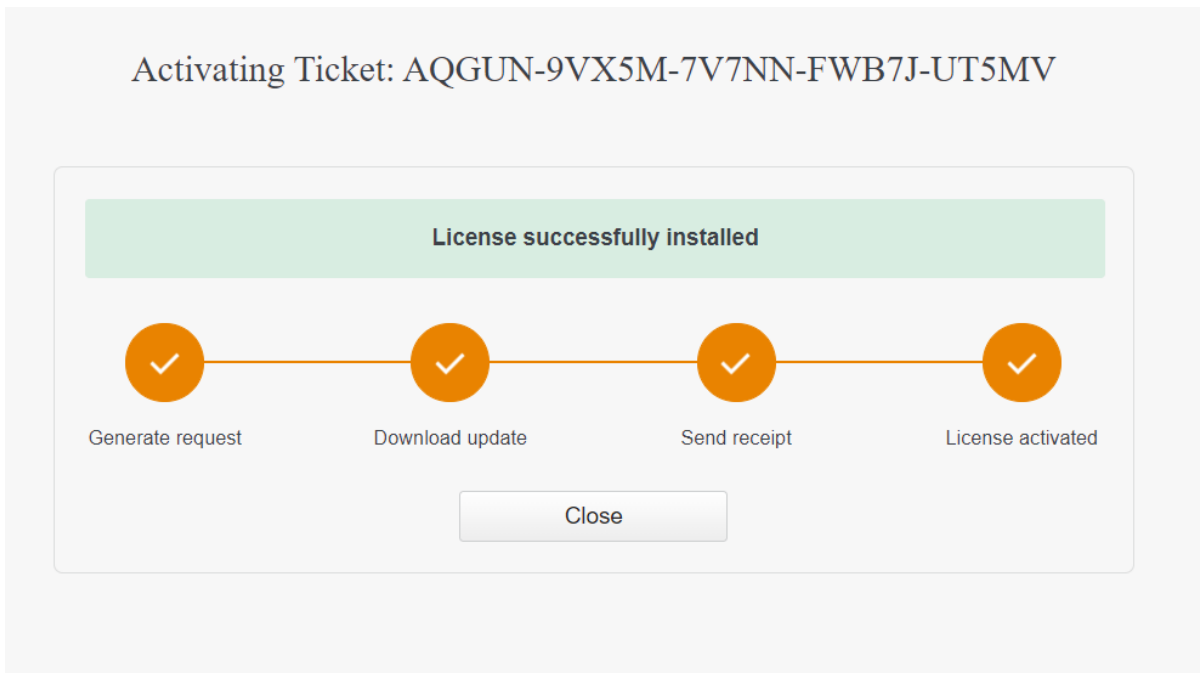 Activating Ticket: AQGUN-9VX5M-7V7NN-FWB7J-UT5MV
License successfully installed
Generate request
Download update
Send receipt
License activated
Close